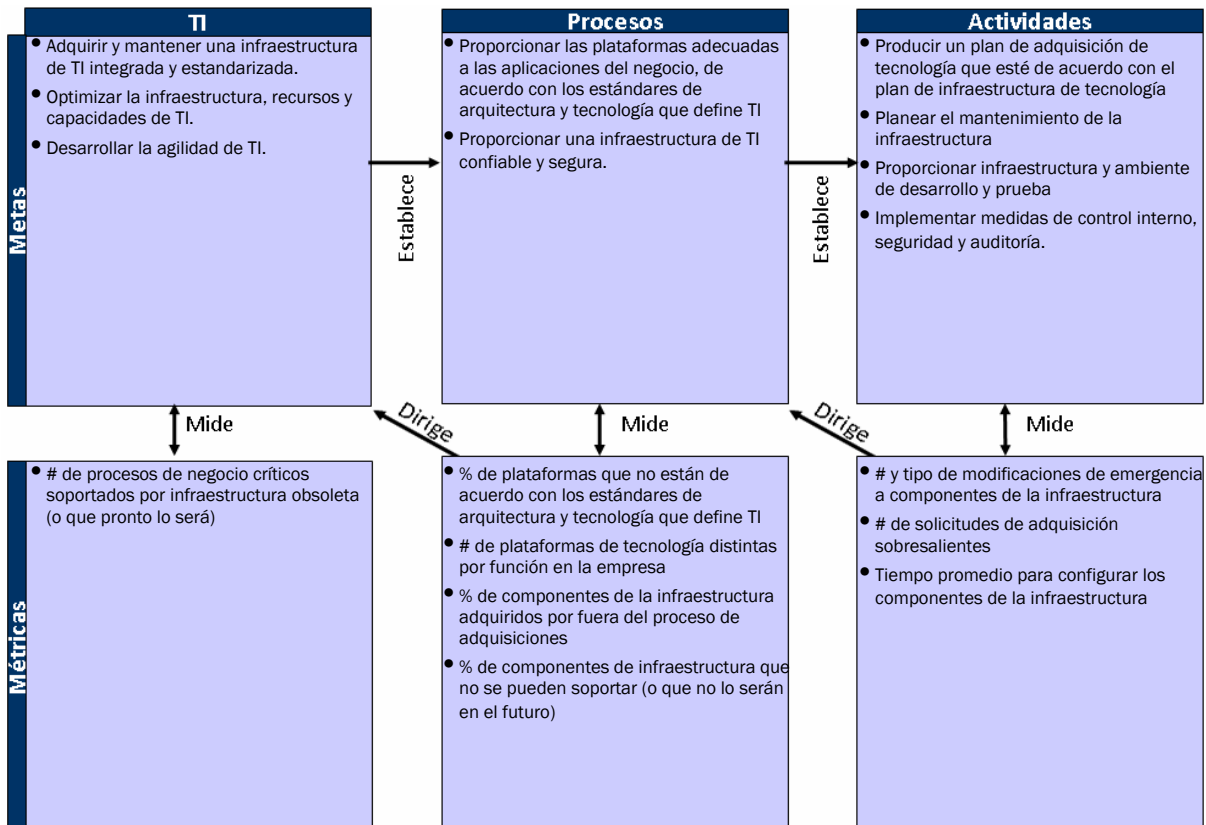 TI
Metas
• Adquirir y mantener una infraestructura
de TI integrada y estandarizada.
• Optimizar la infraestructura, recursos y
capacidades de TI.
• Desarrollar la agilidad de TI.
Establece
Procesos
• Proporcionar las plataformas adecuadas
a las aplicaciones del negocio, de
acuerdo con los estándares de
arquitectura y tecnología que define TI
• Proporcionar una infraestructura de TI
confiable y segura.
Establece
Actividades
• Producir un plan de adquisición de
tecnología que esté de acuerdo con el
plan de infraestructura de tecnología
• Planear el mantenimiento de la
infraestructura
• Proporcionar infraestructura y ambiente
de desarrollo y prueba
• Implementar medidas de control interno,
seguridad y auditoría.
Mide
Dirige
Mide
Dirige
Mide
Métricas
• # de procesos de negocio críticos
soportados por infraestructura obsoleta
(o que pronto lo será)
• % de plataformas que no están de
acuerdo con los estándares de
arquitectura y tecnología que define TI
• # de plataformas de tecnología distintas
por función en la empresa
• % de componentes de la infraestructura
adquiridos por fuera del proceso de
adquisiciones
• % de componentes de infraestructura que
no se pueden soportar (o que no lo serán
en el futuro)
• # y tipo de modificaciones de emergencia
a componentes de la infraestructura
• # de solicitudes de adquisición
sobresalientes
• Tiempo promedio para configurar los
componentes de la infraestructura